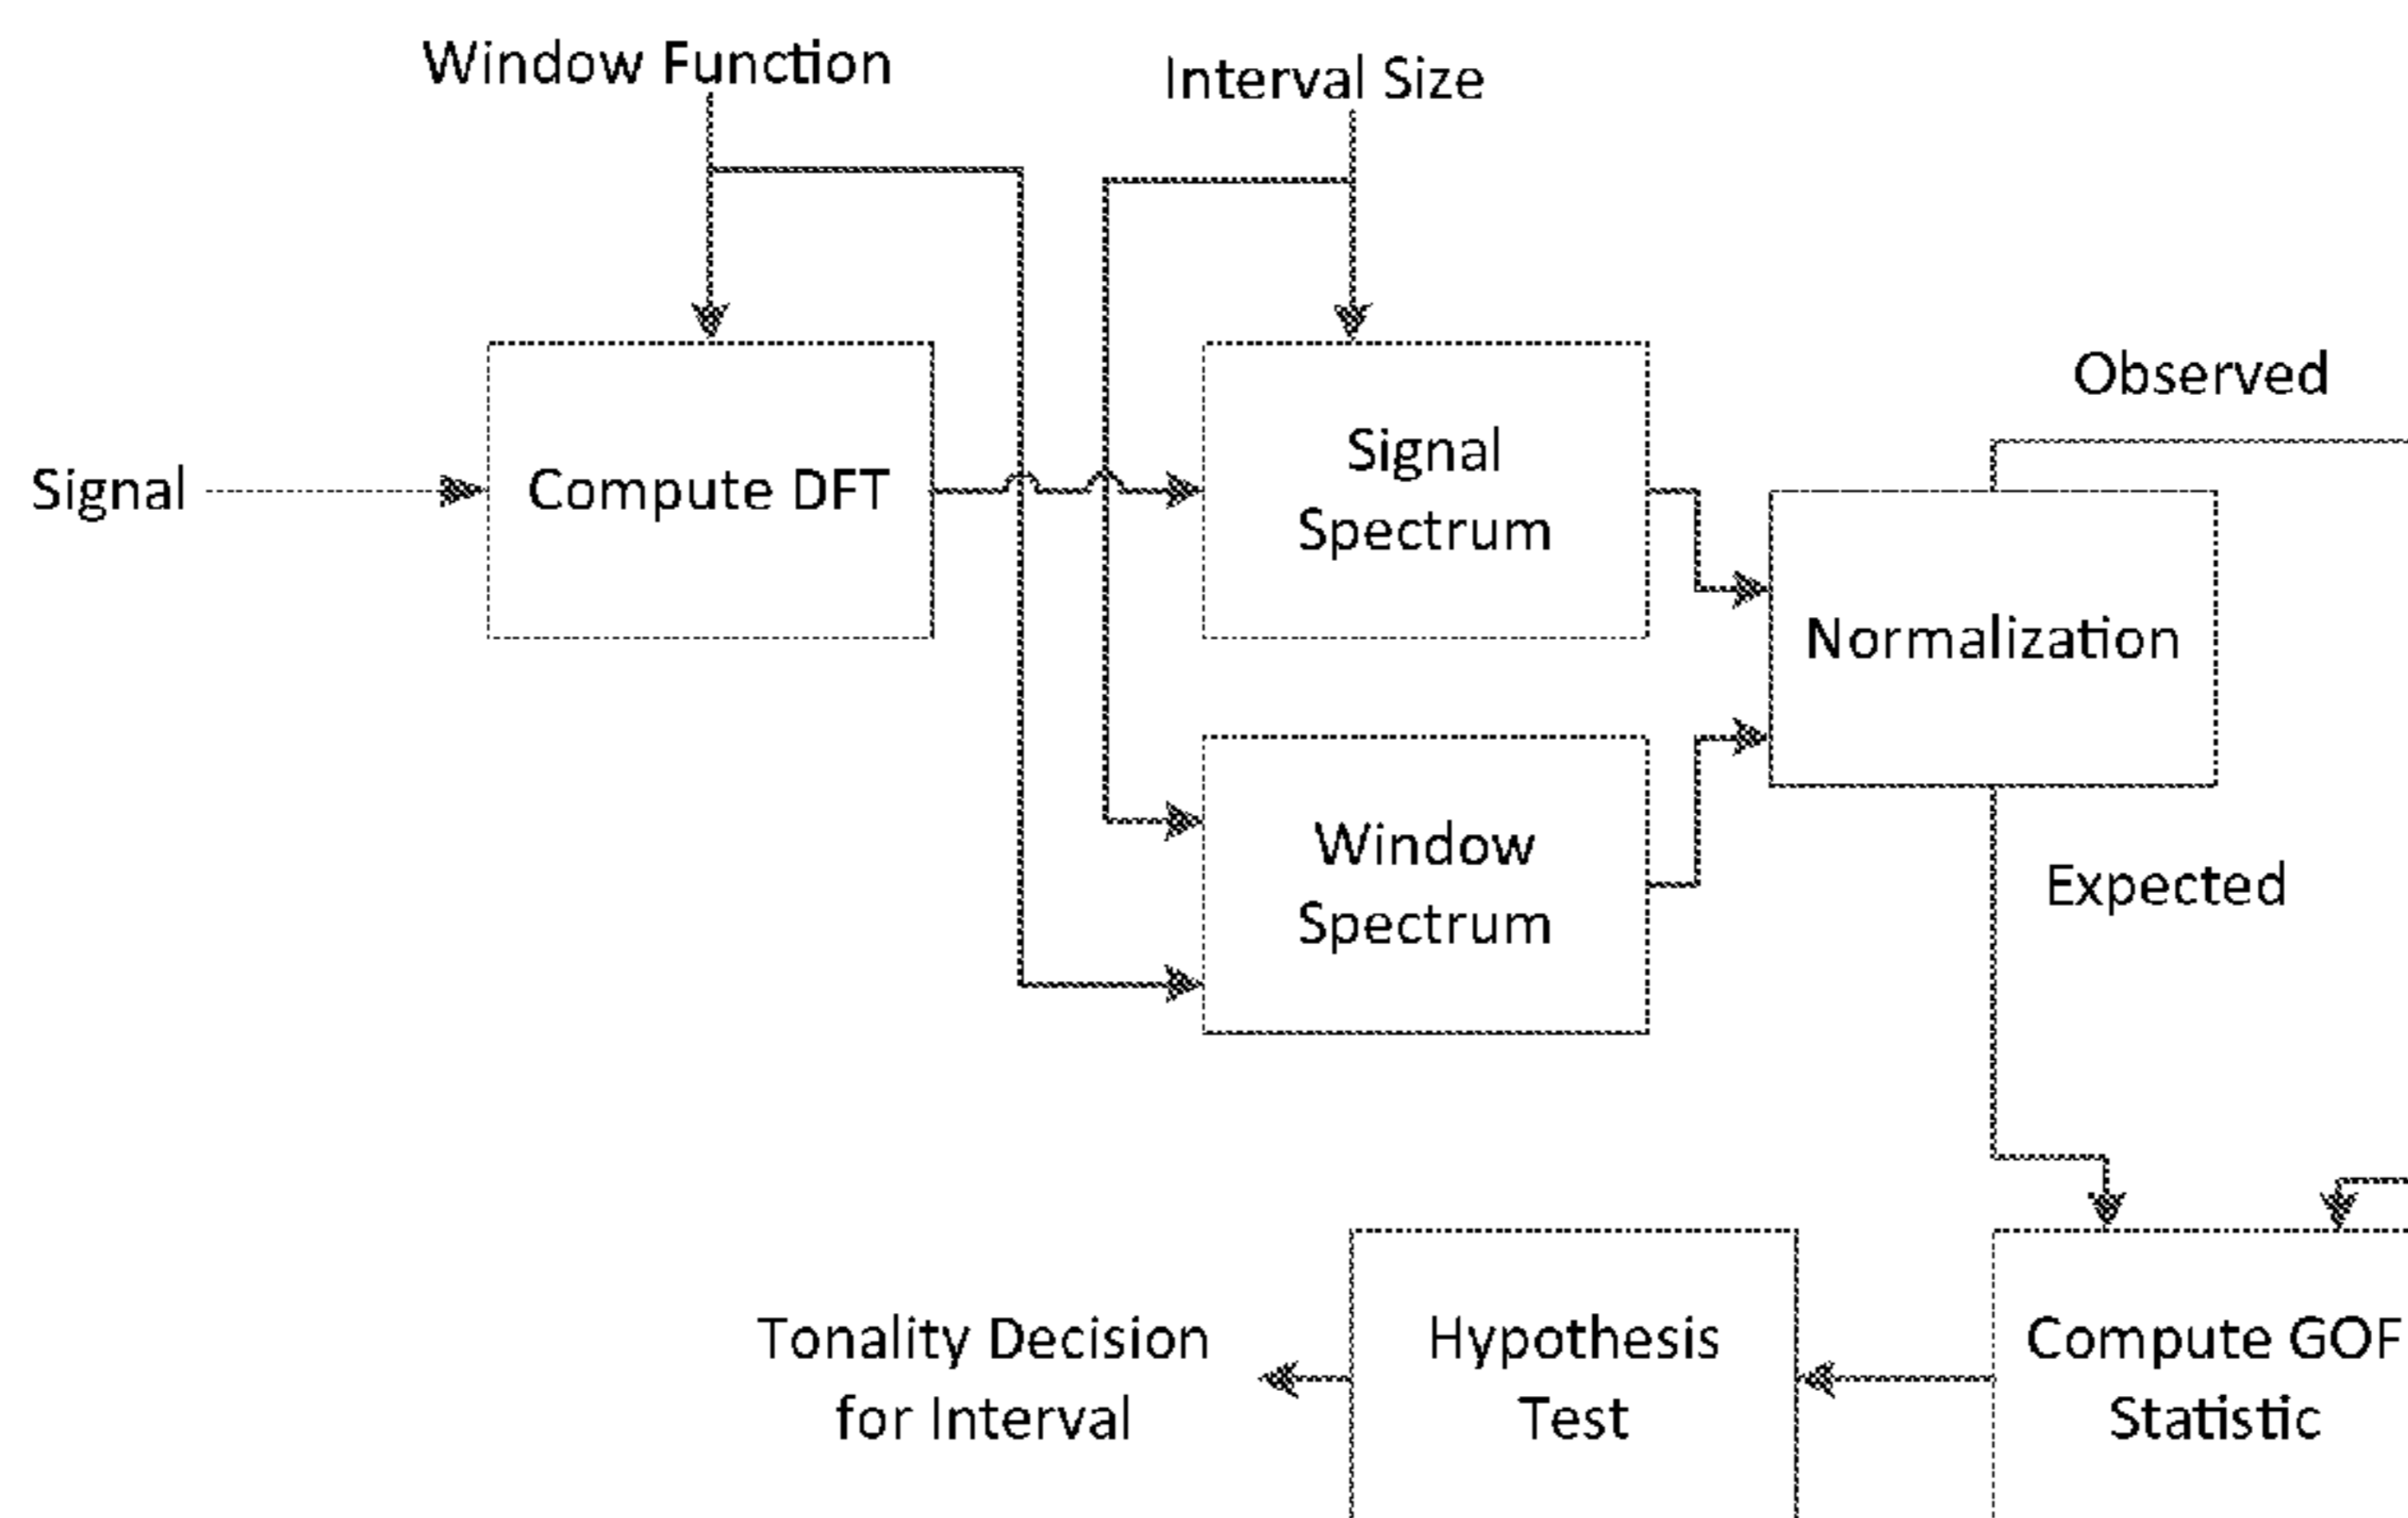 Window Function
Interval Size
Observed
Signal
Compute DFT
Signal
Spectrum
Normalization
Window
Spectrum
Expected
Tonality Decision
for Interval
Hypothesis
Test
Compute GOF
Statistic